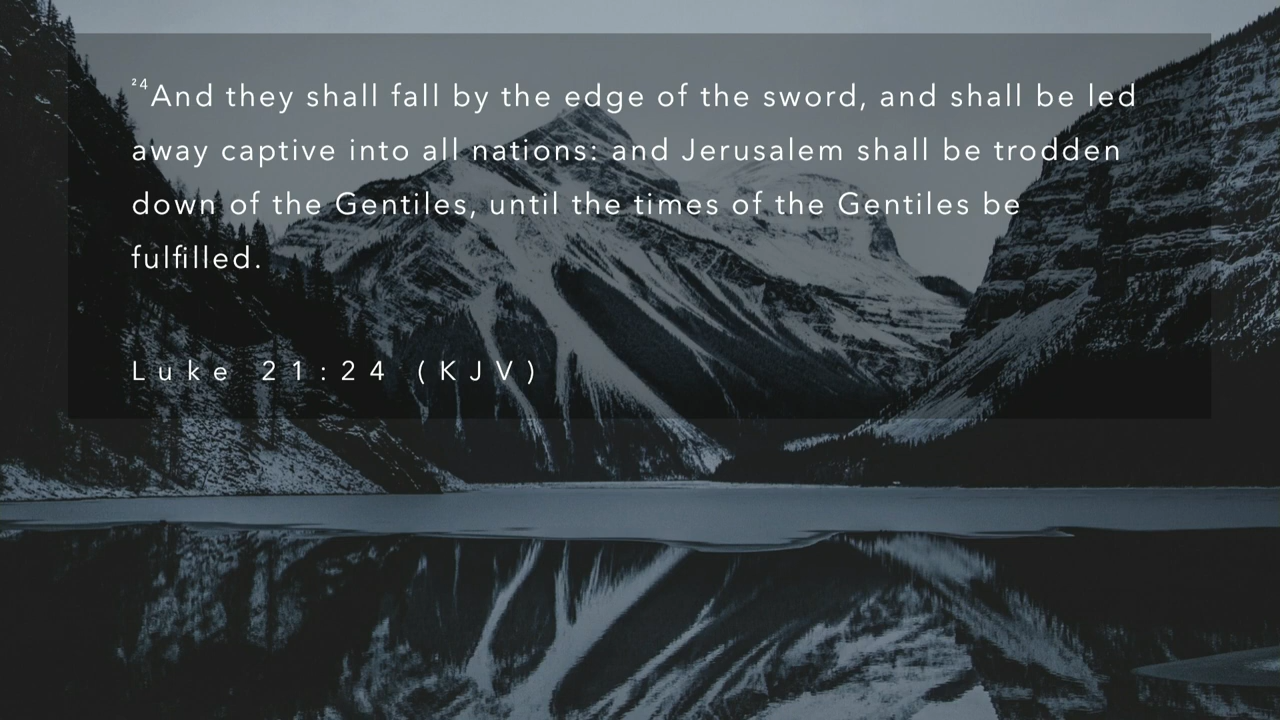 ²⁴And they shall fall by the edge of the sword, and shall be led
away captive into all nations: and Jerusalem shall be trodden
down of the Gentiles, until the times of the Gentiles be
fulfilled.
Luke 21:24 (KJV)